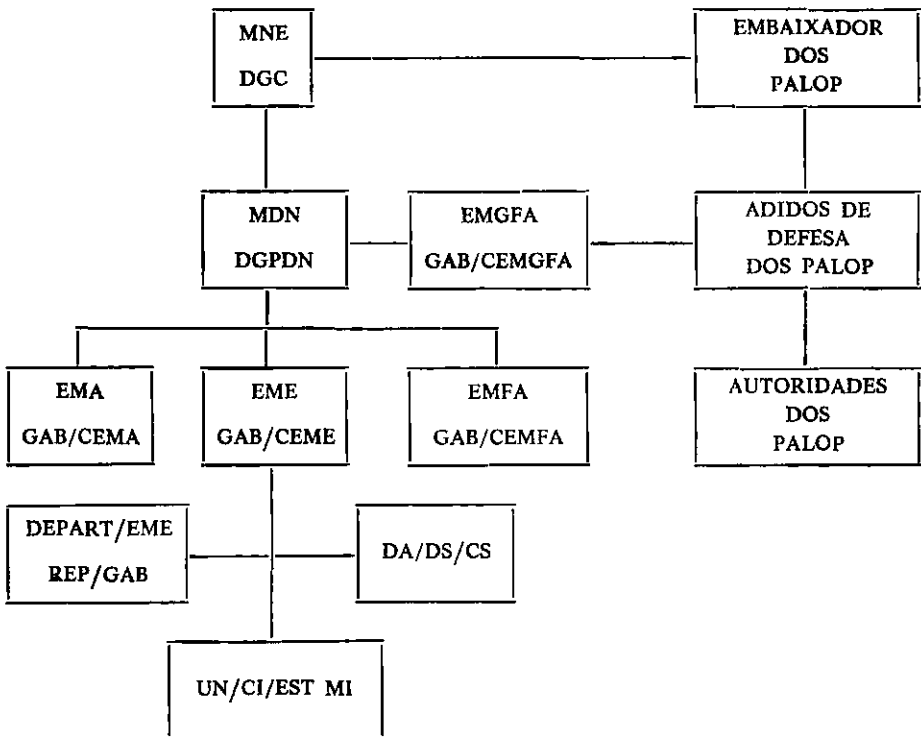 MNE
DGC
EMBAIXADOR
DOS
PALOP
MDN
DGPDN
EMGFA
GAB/CEMGFA
ADIDOS DE
DEFESA
DOS PALOP
EMA
GAB/CEMA
EME
GAB/CEME
EMFA
GAB/CEMFA
AUTORIDADES
DOS
PALOP
DEPART/EME
REP/GAB
DA/DS/CS
UN/CI/EST MI